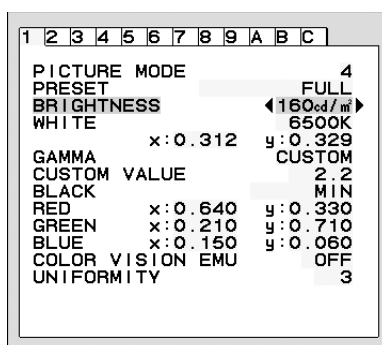 1 2 3 4 5 6 7 8 9 A B C
PICTURE MODE 4
PRESET FULL
BRIGHTNESS ◀160cd/㎡▶
WHITE 6500K
x:0.312 y:0.329
GAMMA CUSTOM
CUSTOM VALUE 2.2
BLACK MIN
RED x:0.640 y:0.330
GREEN x:0.210 y:0.710
BLUE x:0.150 y:0.060
COLOR VISION EMU OFF
UNIFORMITY 3